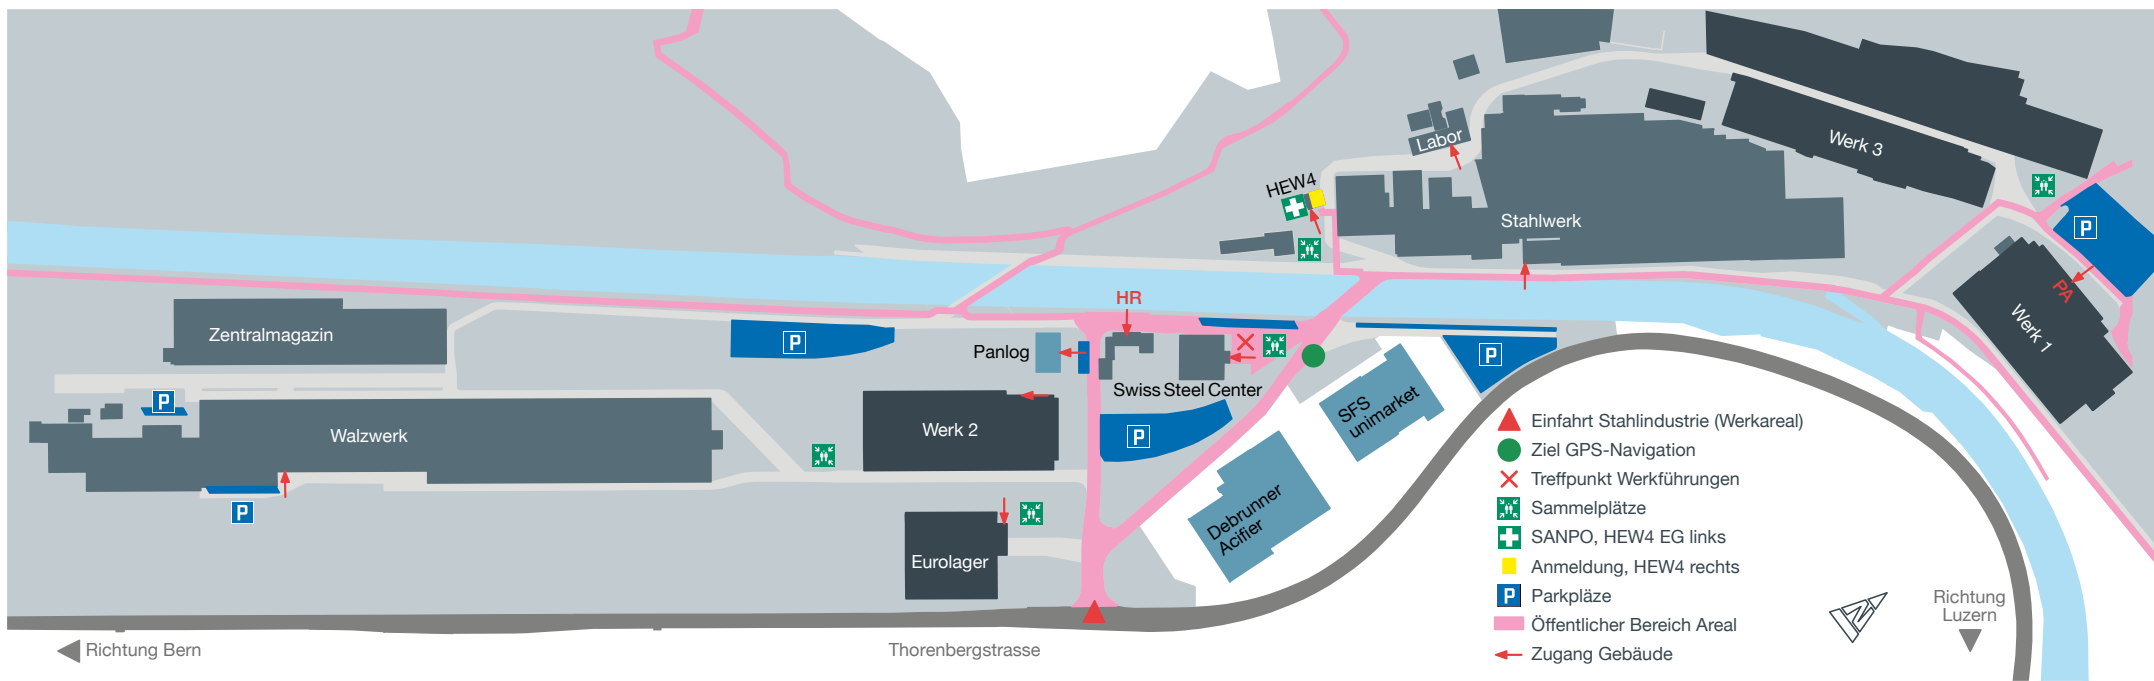 Werk 3
Labor
HEW4
Stahlwerk
P
PA
HR
Zentralmagazin
P
Panlog
Werk 1
P
Swiss Steel Center
SFS
unimarket
P
Walzwerk
Werk 2
P
Einfahrt Stahlindustrie (Werkareal)
Ziel GPS-Navigation
Treffpunkt Werkführungen
Sammelplätze
SANPO, HEW4 EG links
Anmeldung, HEW4 rechts
P Parkpläze
Öffentlicher Bereich Areal
Zugang Gebäude
P
Debrunner
Acifier
Eurolager
N
Richtung
Luzern
Richtung Bern
Thorenbergstrasse